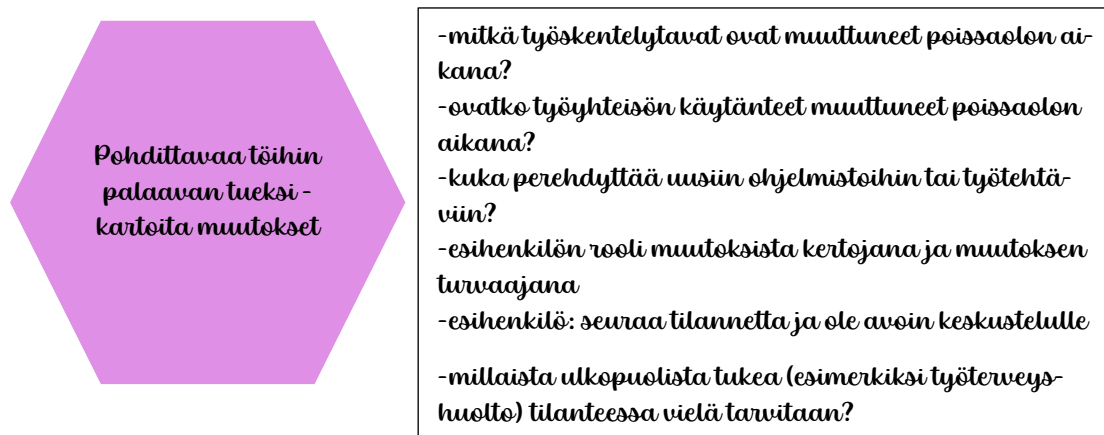 Pohdittavaa töihin
palaavan tueksi -
kartoita muutokset
-mitkä työskentelytavat ovat muuttuneet poissaolon ai-
kana?
-ovatko työyhteisön käytänteet muuttuneet poissaolon
aikana?
-kuka perehdyttää uusiin ohjelmistoihin tai työtehtä-
viin?
-esihenkilön rooli muutoksista kertojana ja muutoksen
turvaajana
-esihenkilö: seuraa tilannetta ja ole avoin keskustelulle
-millaista ulkopuolista tukea (esimerkiksi työterveys-
huolto) tilanteessa vielä tarvitaan?